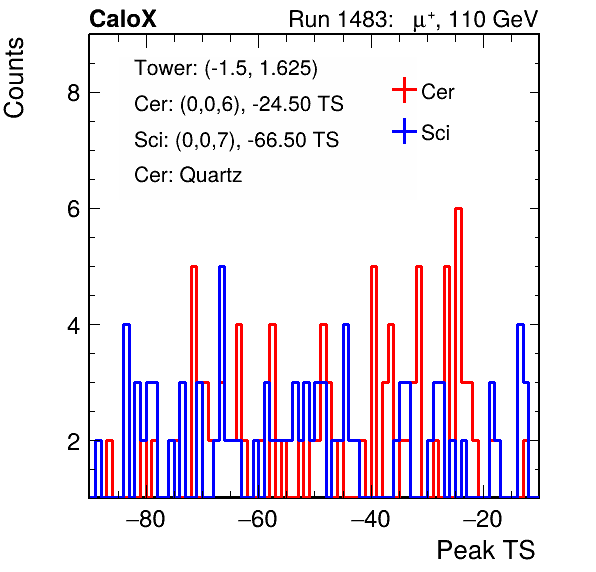 CaloX Run 1483: μ⁺, 110 GeV
Counts
Tower: (-1.5, 1.625)
Cer: (0,0,6), -24.50 TS
Sci: (0,0,7), -66.50 TS
Cer: Quartz
Cer
Sci
8
6
4
2
−80 −60 −40 −20
Peak TS